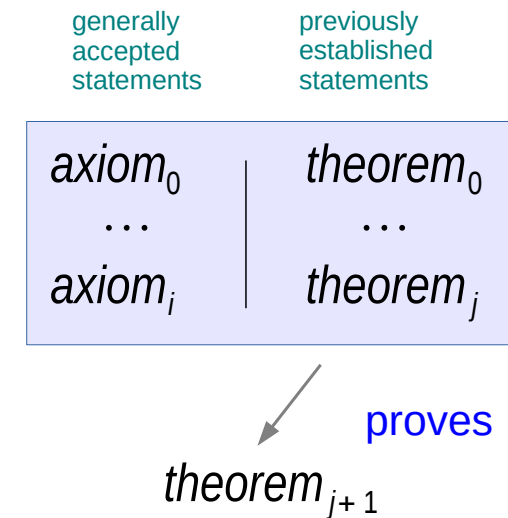 generally
accepted
statements
previously
established
statements
axiom₀
theorem₀
...
...
axiomᵢ
theoremⱼ
proves
theoremⱼ₊₁